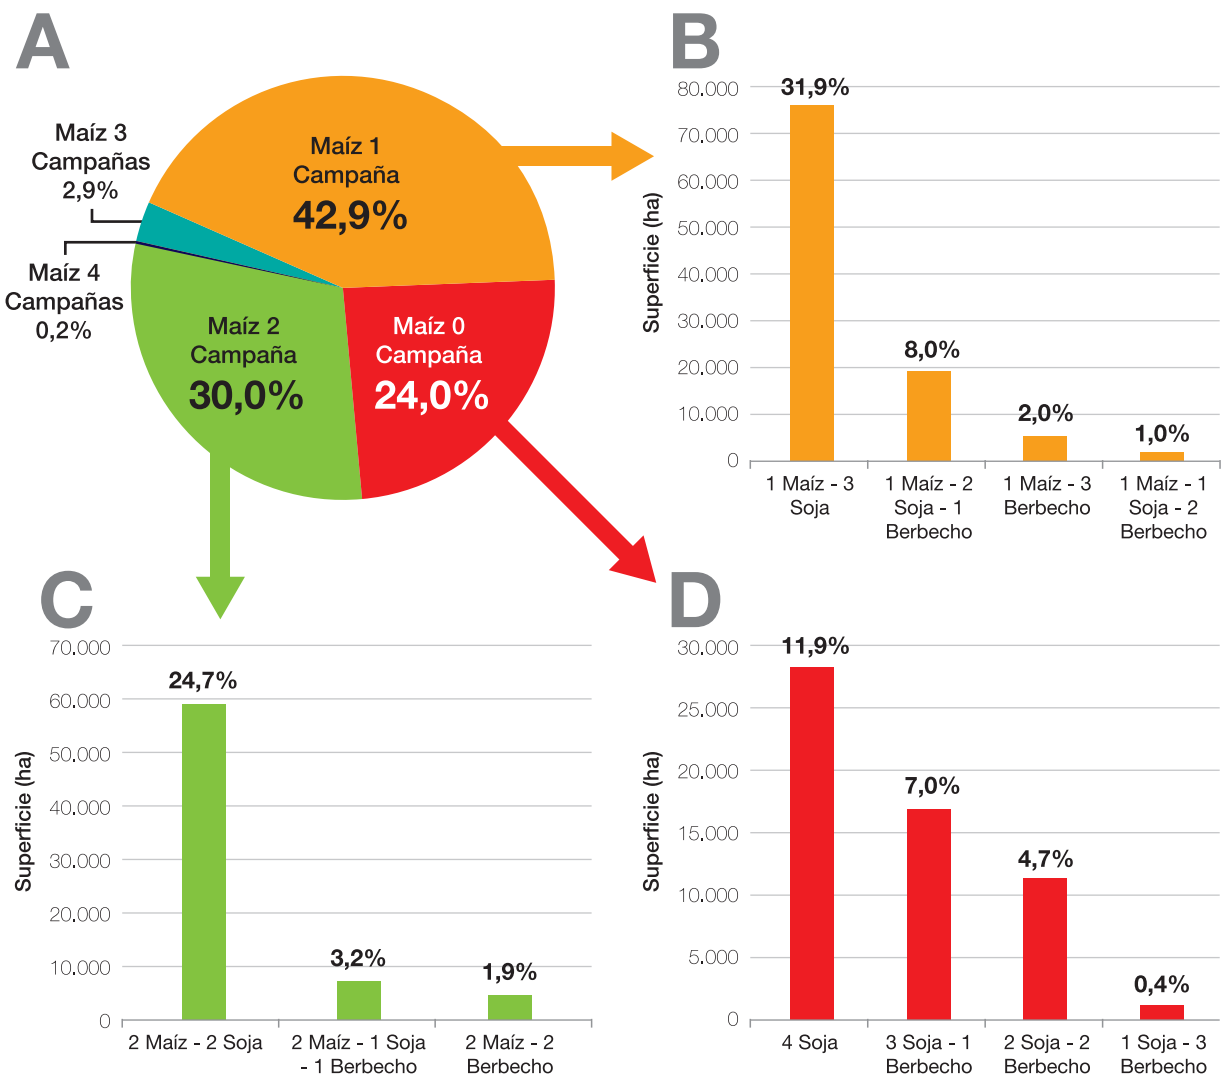 A
Maíz 3
Campañas
2,9%
Maíz 4
Campañas
0,2%
Maíz 1
Campaña
42,9%
Maíz 2
Campaña
30,0%
Maíz 0
Campaña
24,0%
B
Superficie (ha)
80.000
70.000
60.000
50.000
40.000
30.000
20.000
10.000
0
31,9%
8,0%
2,0%
1,0%
1 Maíz - 3
Soja
1 Maíz - 2
Soja - 1
Berbecho
1 Maíz - 3
Berbecho
1 Maíz - 1
Soja - 2
Berbecho
C
Superficie (ha)
70.000
60.000
50.000
40.000
30.000
20.000
10.000
0
24,7%
3,2%
1,9%
2 Maíz - 2 Soja
2 Maíz - 1 Soja
- 1 Berbecho
2 Maíz - 2
Berbecho
D
Superficie (ha)
30.000
25.000
20.000
15.000
10.000
5.000
0
11,9%
7,0%
4,7%
0,4%
4 Soja
3 Soja - 1
Berbecho
2 Soja - 2
Berbecho
1 Soja - 3
Berbecho